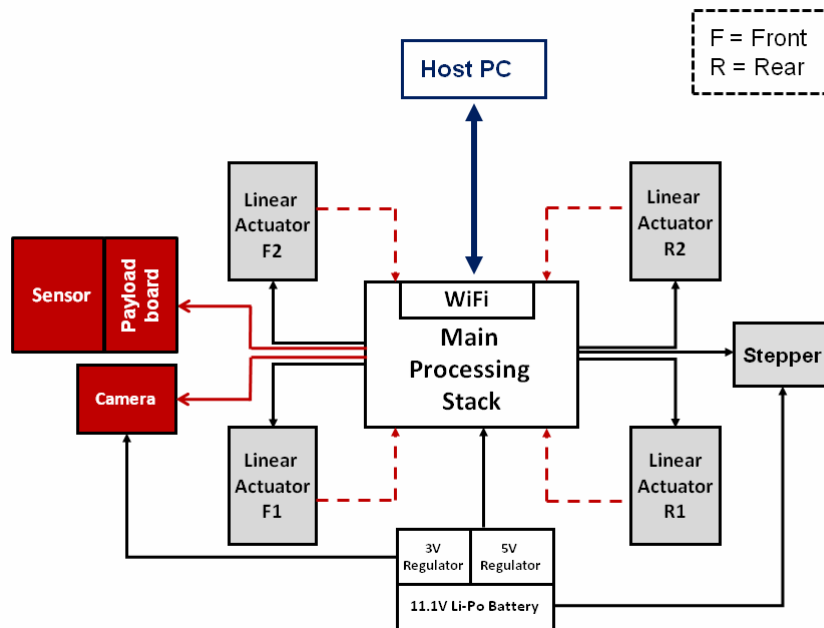 Host PC
F = Front
R = Rear
Linear
Actuator
F2
Linear
Actuator
R2
Sensor
Payload
board
WiFi
Main
Processing
Stack
Stepper
Camera
Linear
Actuator
F1
Linear
Actuator
R1
3V
Regulator
5V
Regulator
11.1V Li-Po Battery